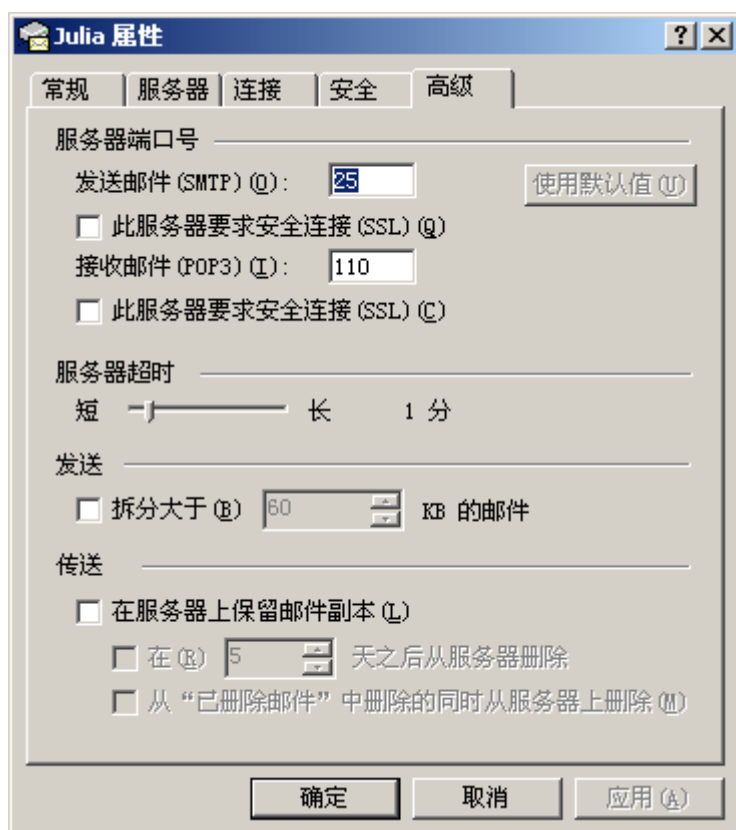 Julia 属性
常规 服务器 连接 安全 高级
服务器端口号
发送邮件(SMTP)(O): 25 使用默认值(U)
此服务器要求安全连接(SSL)(Q)
接收邮件(POP3)(I): 110
此服务器要求安全连接(SSL)(C)
服务器超时
短 长 1 分
发送
拆分大于(B) 60 KB 的邮件
传送
在服务器上保留邮件副本(L)
在(R) 5 天之后从服务器删除
从“已删除邮件”中删除的同时从服务器上删除(M)
确定 取消 应用(A)